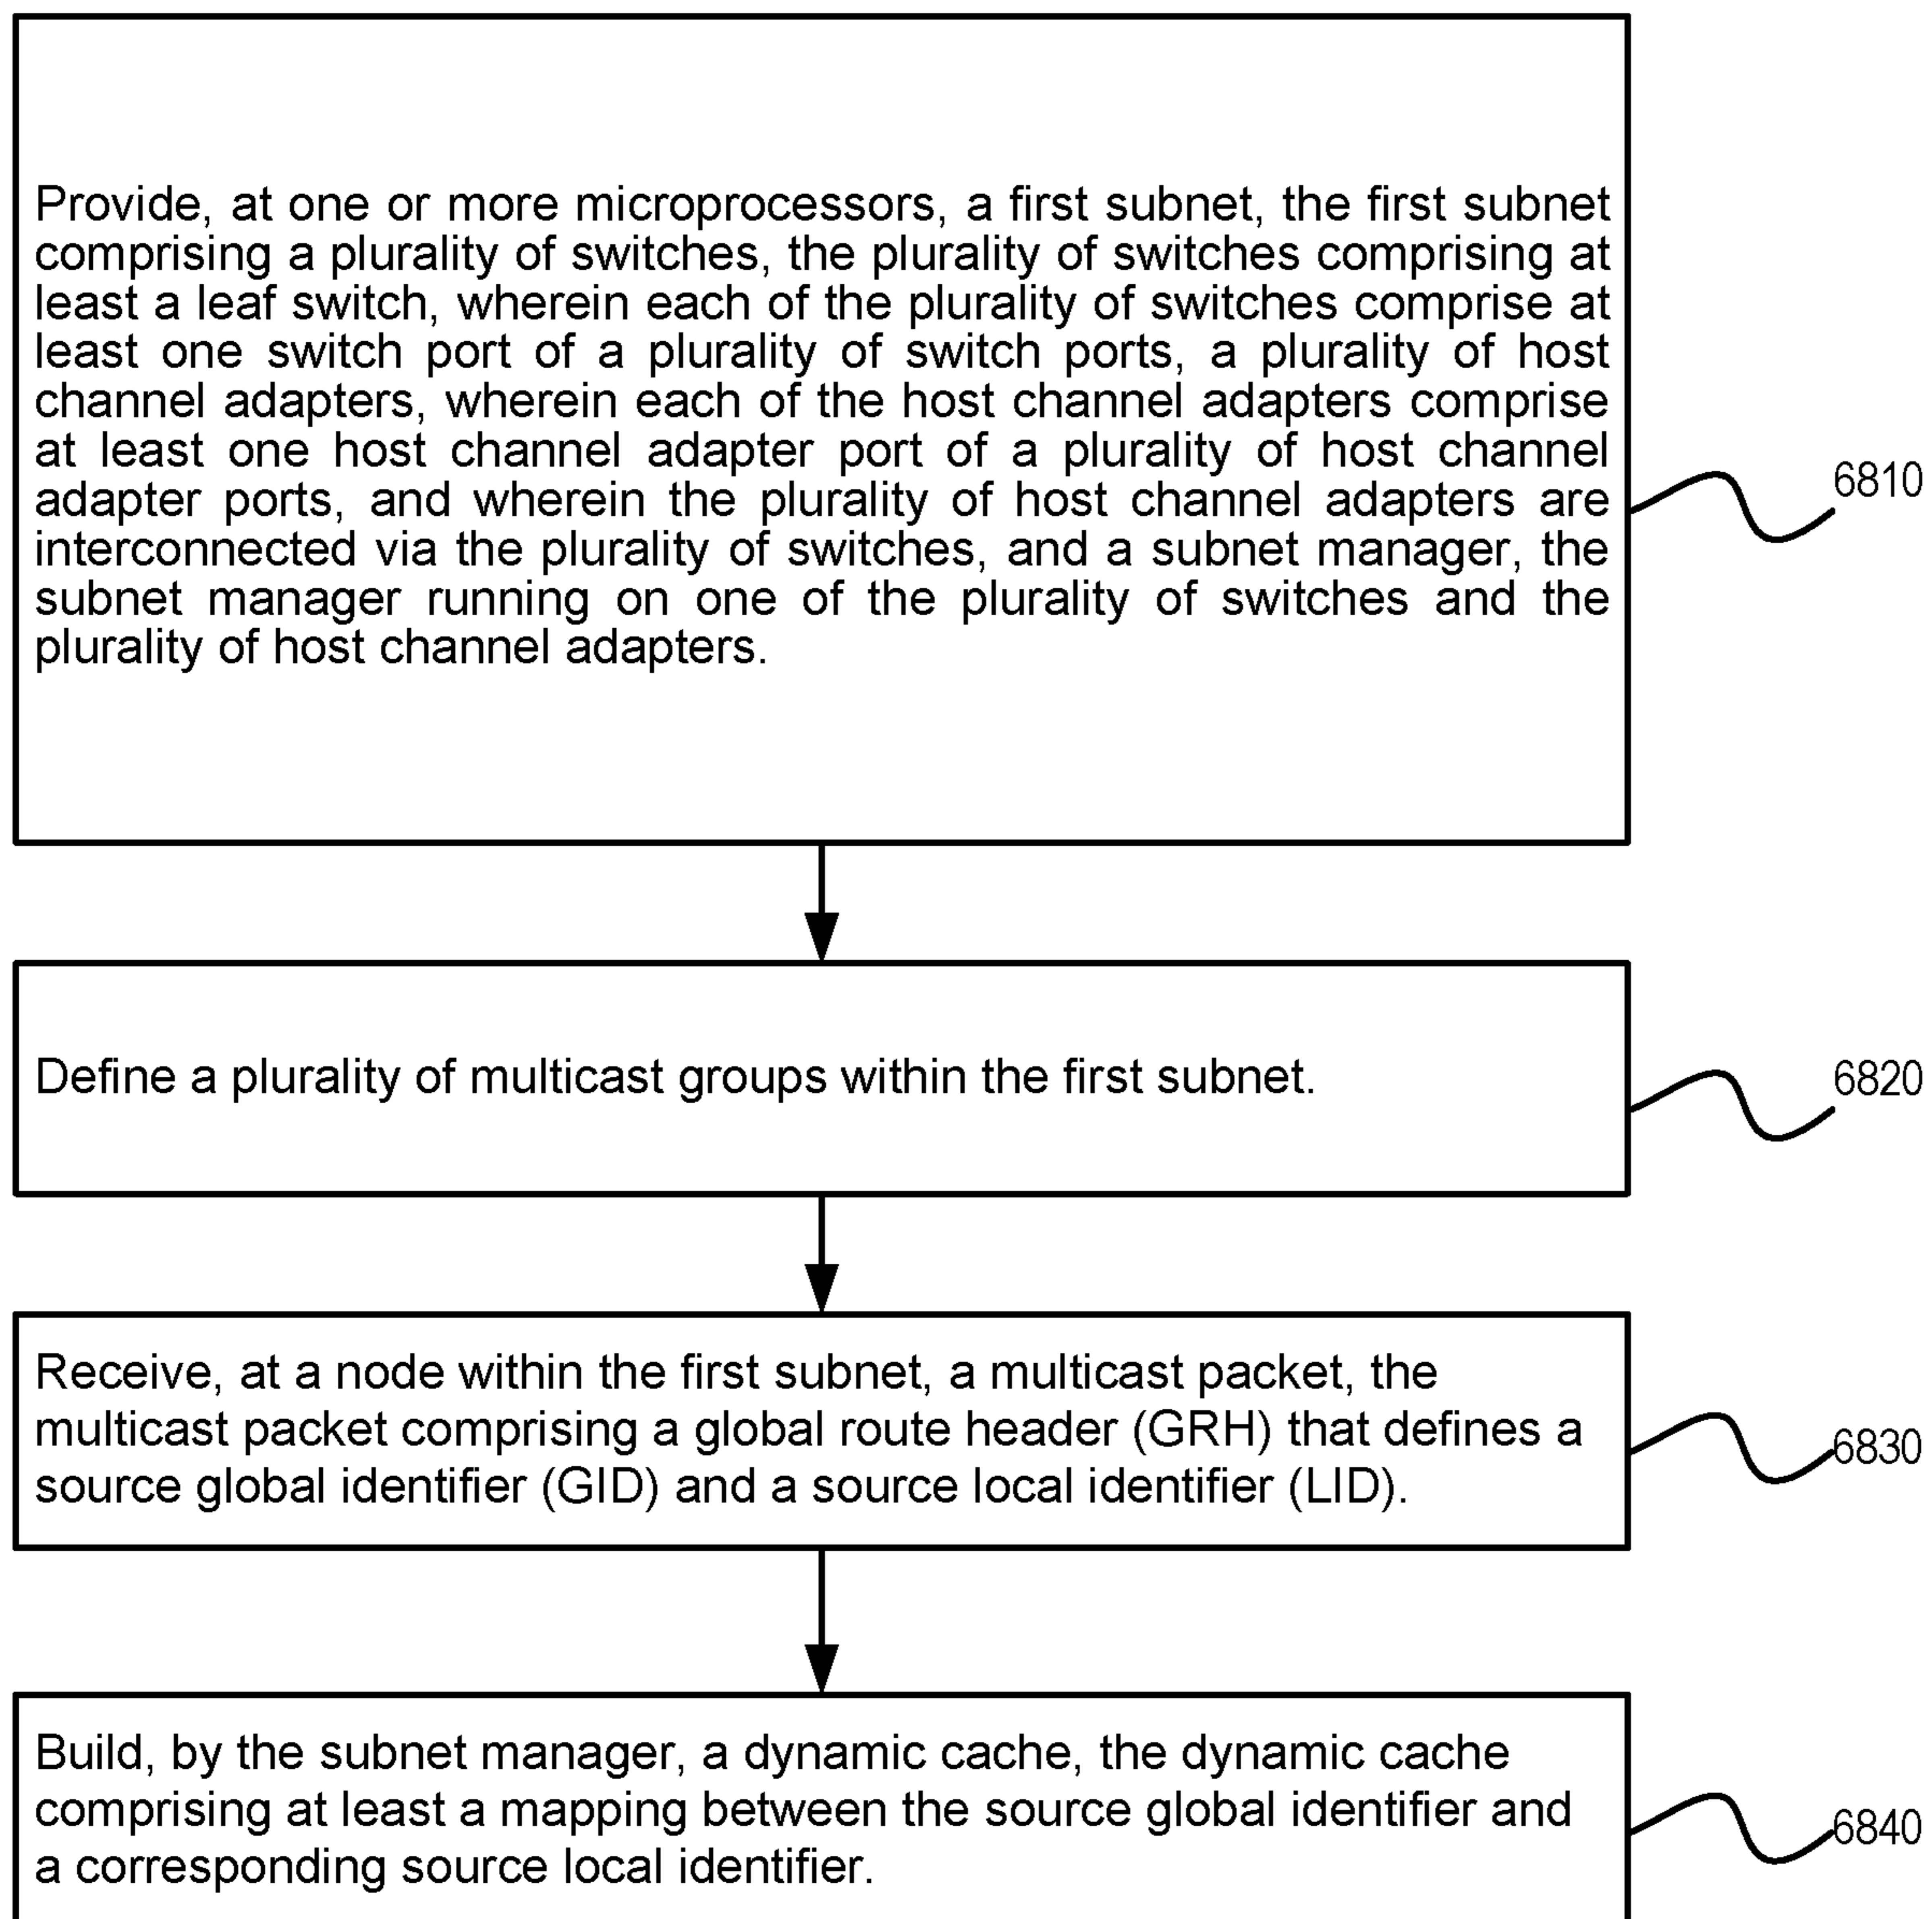 Provide, at one or more microprocessors, a first subnet, the first subnet
comprising a plurality of switches, the plurality of switches comprising at
least a leaf switch, wherein each of the plurality of switches comprise at
least one switch port of a plurality of switch ports, a plurality of host
channel adapters, wherein each of the host channel adapters comprise
at least one host channel adapter port of a plurality of host channel
adapter ports, and wherein the plurality of host channel adapters are
interconnected via the plurality of switches, and a subnet manager, the
subnet manager running on one of the plurality of switches and the
plurality of host channel adapters.
6810
Define a plurality of multicast groups within the first subnet.
6820
Receive, at a node within the first subnet, a multicast packet, the
multicast packet comprising a global route header (GRH) that defines a
source global identifier (GID) and a source local identifier (LID).
6830
Build, by the subnet manager, a dynamic cache, the dynamic cache
comprising at least a mapping between the source global identifier and
a corresponding source local identifier.
6840